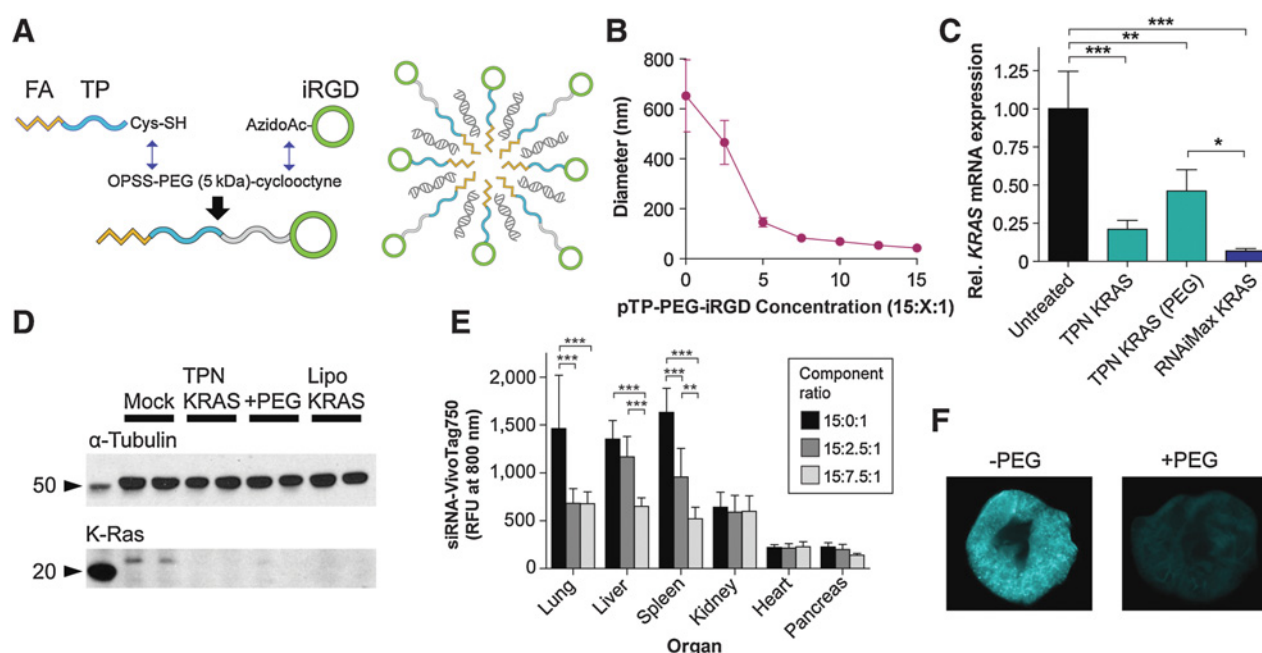 A
FA TP iRGD
Cys-SH AzidoAc-
OPSS-PEG (5 kDa)-cyclooctyne
B
Diameter (nm)
800
600
400
200
0
0 5 10 15
pTP-PEG-iRGD Concentration (15:X:1)
C
Rel. KRAS mRNA expression
***
**
***
*
1.25
1.00
0.75
0.50
0.25
0
Untreated
TPN KRAS
TPN KRAS (PEG)
RNAiMax KRAS
D
TPN Lipo
Mock KRAS +PEG KRAS
α-Tubulin
50
K-Ras
20
E
siRNA-VivoTag750
(RFU at 800 nm)
2,000
1,500
1,000
500
0
***
***
***
***
***
***
**
Component
ratio
15:0:1
15:2.5:1
15:7.5:1
Lung
Liver
Spleen
Kidney
Heart
Pancreas
Organ
F
-PEG +PEG